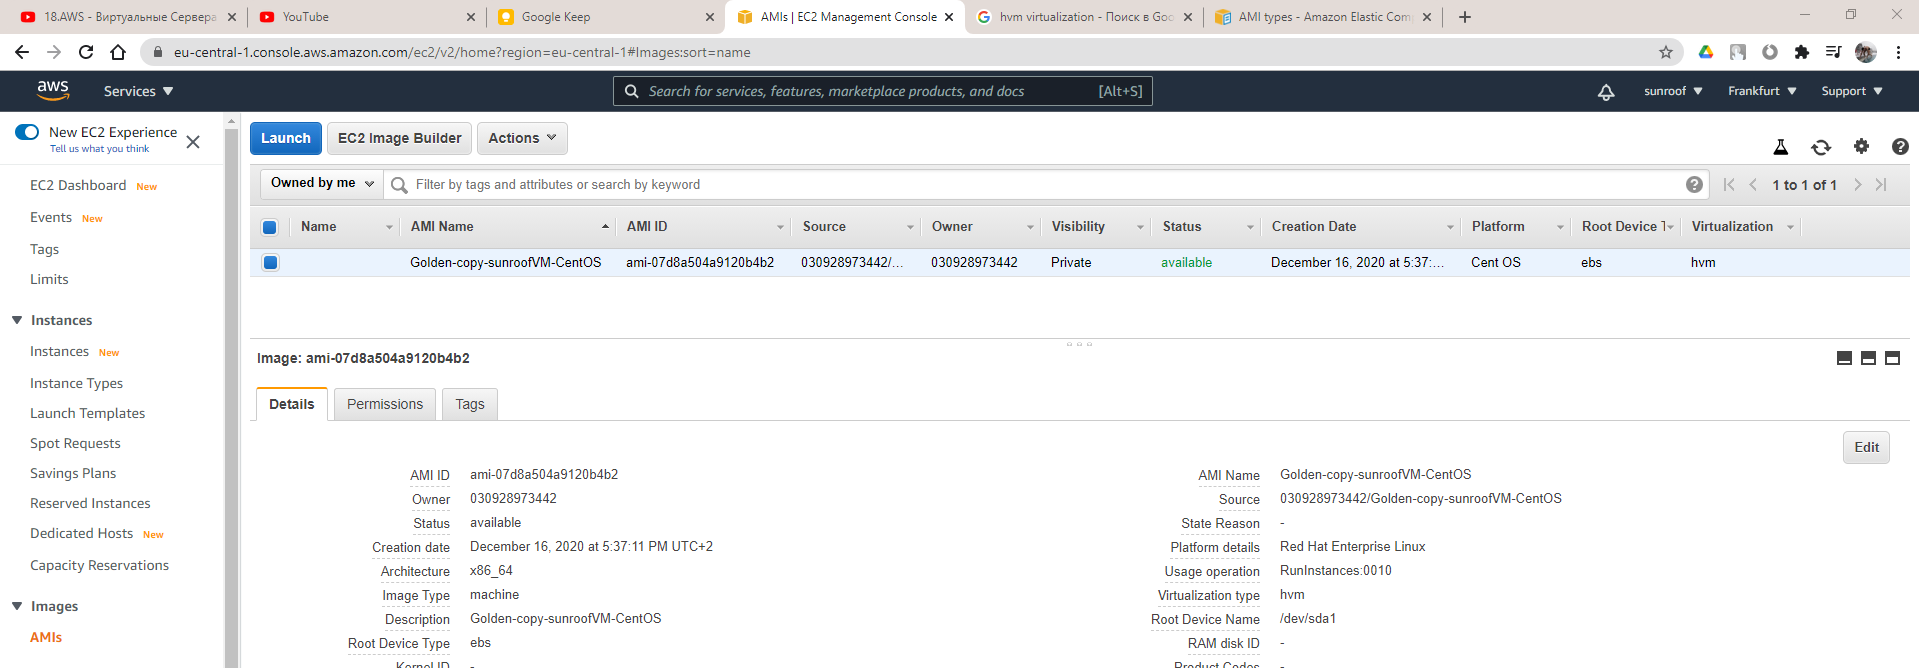 18.AWS - Виртуальные Сервера
YouTube
Google Keep
AMIs | EC2 Management Console
hvm virtualization - Поиск в Goo
AMI types - Amazon Elastic Com
eu-central-1.console.aws.amazon.com/ec2/v2/home?region=eu-central-1#Images:sort=name
aws
Services
Search for services, features, marketplace products, and docs
[Alt+S]
sunroof
Frankfurt
Support
New EC2 Experience
Tell us what you think
EC2 Dashboard New
Events New
Tags
Limits
Instances
Instances New
Instance Types
Launch Templates
Spot Requests
Savings Plans
Reserved Instances
Dedicated Hosts New
Capacity Reservations
Images
AMIs
Launch
EC2 Image Builder
Actions
Owned by me
Filter by tags and attributes or search by keyword
1 to 1 of 1
Name AMI Name AMI ID Source Owner Visibility Status Creation Date Platform Root Device T Virtualization
Golden-copy-sunroofVM-CentOS ami-07d8a504a9120b4b2 030928973442/... 030928973442 Private available December 16, 2020 at 5:37:... Cent OS ebs hvm
Image: ami-07d8a504a9120b4b2
Details
Permissions
Tags
Edit
AMI ID ami-07d8a504a9120b4b2
Owner 030928973442
Status available
Creation date December 16, 2020 at 5:37:11 PM UTC+2
Architecture x86_64
Image Type machine
Description Golden-copy-sunroofVM-CentOS
Root Device Type ebs
Kernel ID -
AMI Name Golden-copy-sunroofVM-CentOS
Source 030928973442/Golden-copy-sunroofVM-CentOS
State Reason -
Platform details Red Hat Enterprise Linux
Usage operation RunInstances:0010
Virtualization type hvm
Root Device Name /dev/sda1
RAM disk ID -
Product Codes -